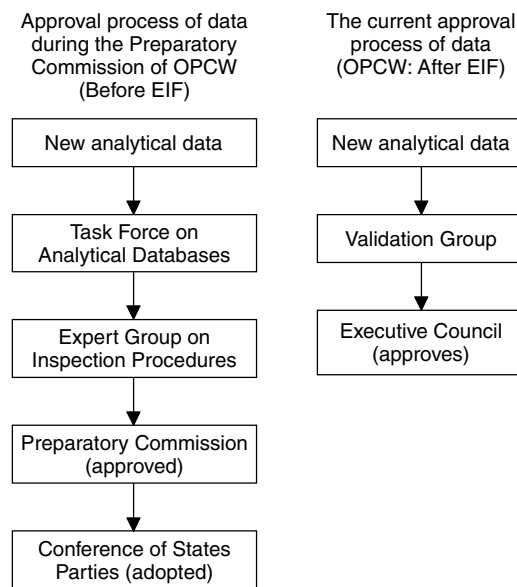 Approval process of data
during the Preparatory
Commission of OPCW
(Before EIF)
New analytical data
Task Force on
Analytical Databases
Expert Group on
Inspection Procedures
Preparatory Commission
(approved)
Conference of States
Parties (adopted)
The current approval
process of data
(OPCW: After EIF)
New analytical data
Validation Group
Executive Council
(approves)